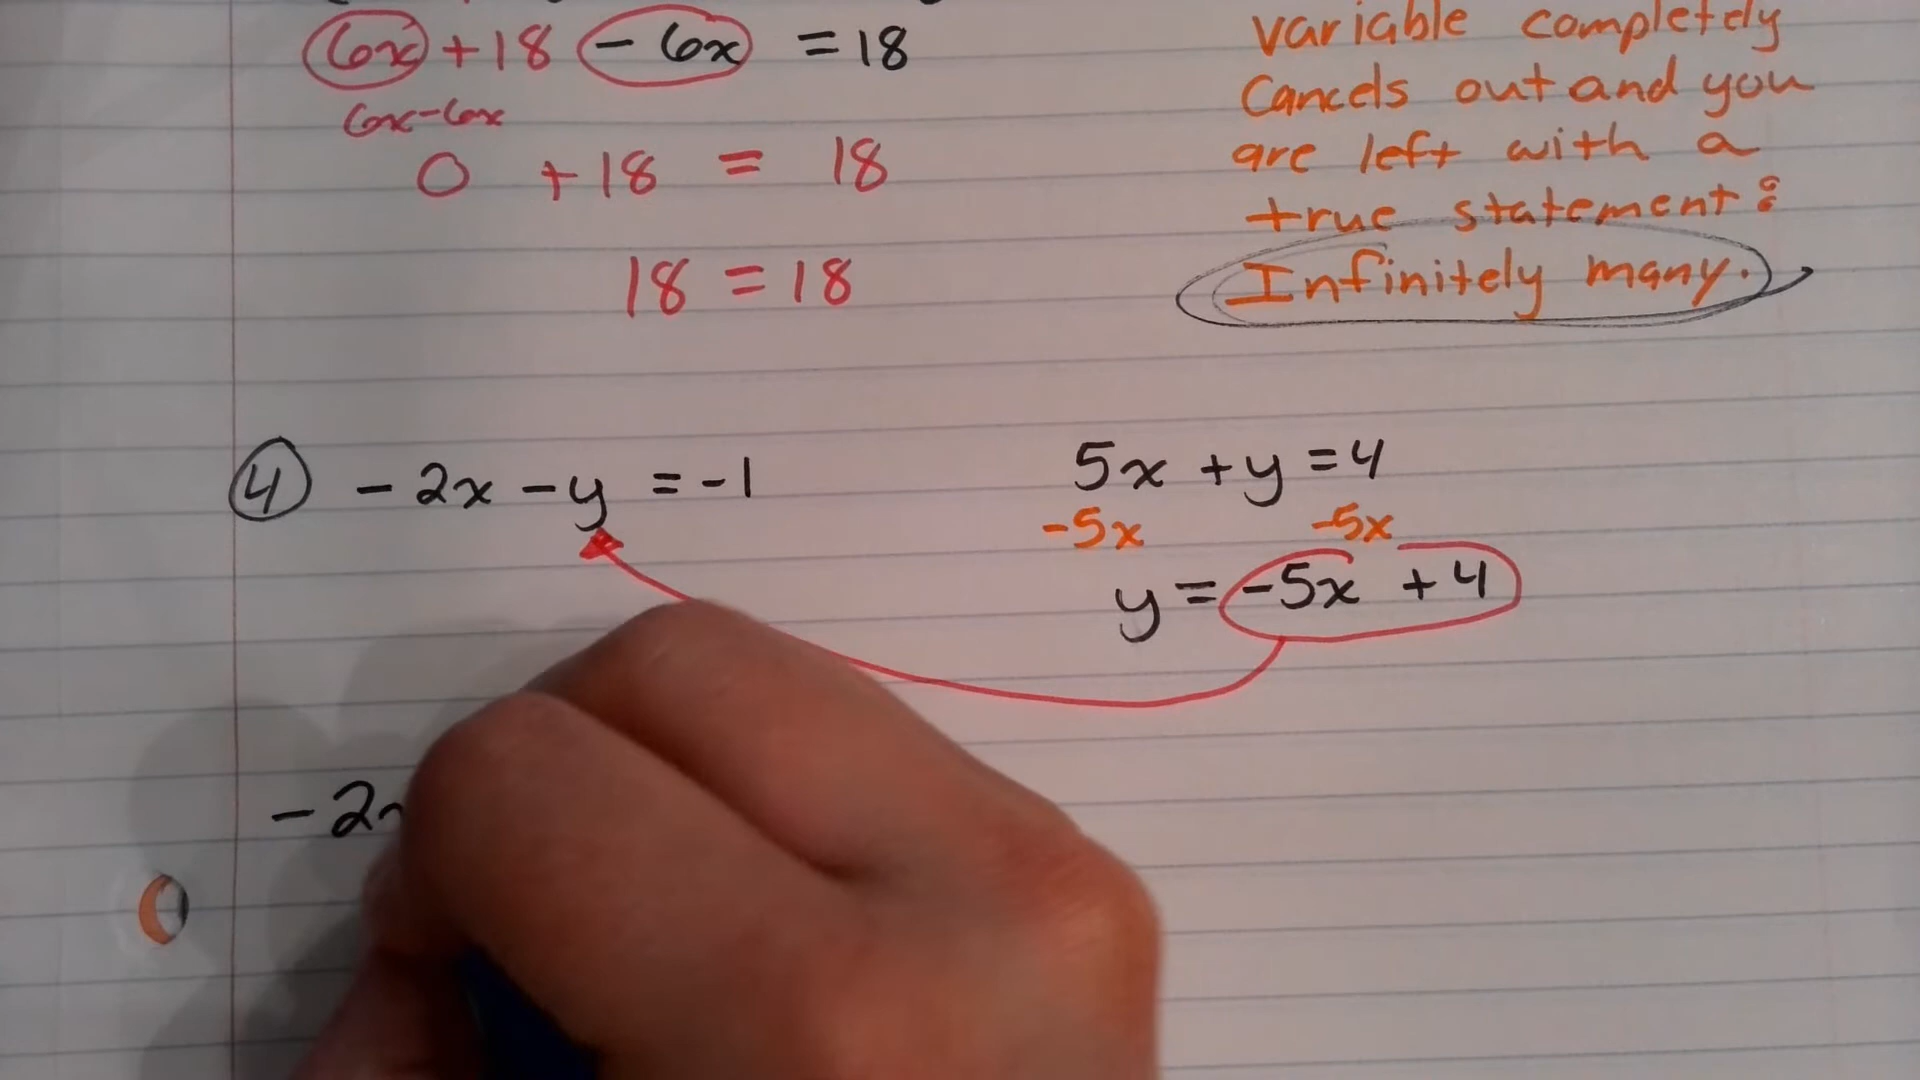 6x + 18 - 6x = 18
6x-6x
0 + 18 = 18
18 = 18
variable completely
Cancels out and you
are left with a
true statement:
Infinitely many.
4 - 2x - y = -1
5x + y = 4
-5x -5x
y = -5x + 4
-2x